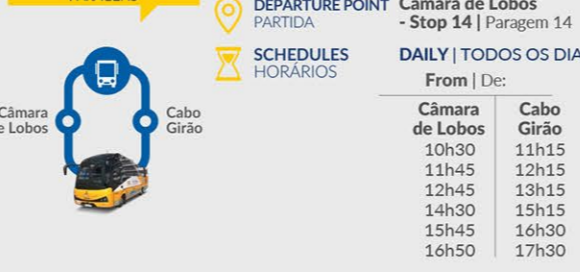 DEPARTURE POINT Câmara de Lobos
PARTIDA - Stop 14 | Paragem 14
SCHEDULES DAILY | TODOS OS DIA
HORÁRIOS
From | De:
Câmara de Lobos Cabo Girão
10h30 11h15
11h45 12h15
12h45 13h15
14h30 15h15
15h45 16h30
16h50 17h30
Câmara
e Lobos
Cabo
Girão